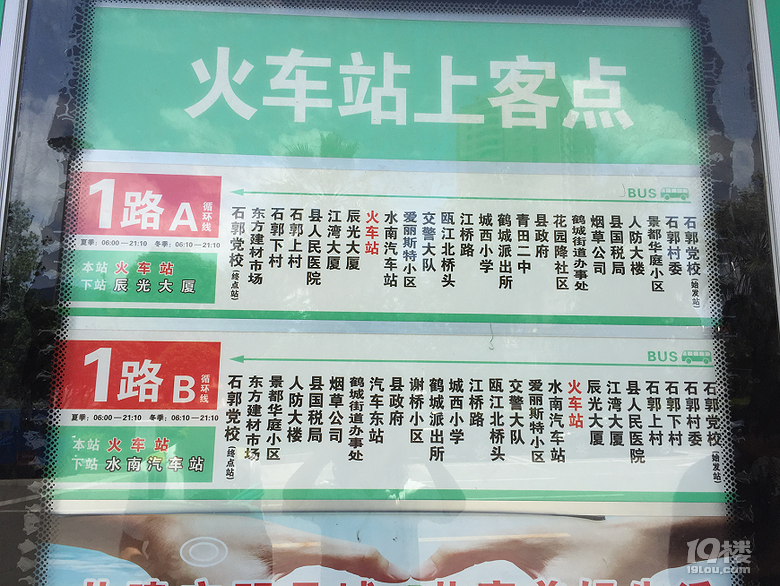 火车站上客点
1路A 循环线
夏季：06:00—21:10 冬季：06:10—21:10
本站 火车站
下站 辰光大厦
BUS
石郭党校(终点站)
东方建材市场
石郭下村
石郭上村
县人民医院
江湾大厦
辰光大厦
火车站
水南汽车站
爱丽斯特小区
交警大队
瓯江北桥头
江桥路
城西小学
鹤城派出所
青田二中
县政府
花园降社区
鹤城街道办事处
烟草公司
县国税局
人防大楼
景都华庭小区
石郭村委
石郭党校(始发站)
1路B 循环线
夏季：06:00—21:10 冬季：06:10—21:10
本站 火车站
下站 水南汽车站
BUS
石郭党校(终点站)
东方建材市场
景都华庭小区
人防大楼
县国税局
烟草公司
鹤城街道办事处
汽车东站
县政府
谢桥小区
鹤城派出所
城西小学
江桥路
瓯江北桥头
交警大队
爱丽斯特小区
水南汽车站
火车站
辰光大厦
江湾大厦
县人民医院
石郭上村
石郭下村
石郭村委
石郭党校(始发站)
19楼
19lou.com